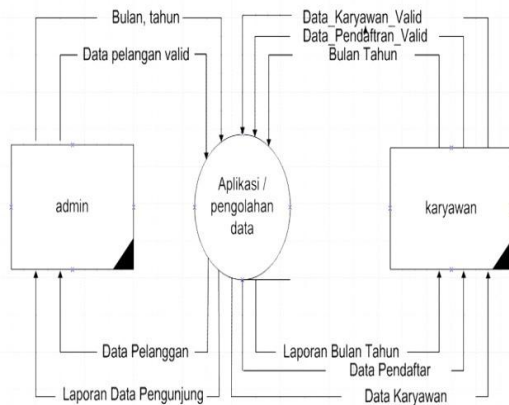 Bulan, tahun
Data_Karyawan_Valid
Data_Pendaftran_Valid
Data pelangan valid
Bulan Tahun
admin
Aplikasi /
pengolahan
data
karyawan
Data Pelanggan
Laporan Bulan Tahun
Data Pendaftar
Laporan Data Pengunjung
Data Karyawan